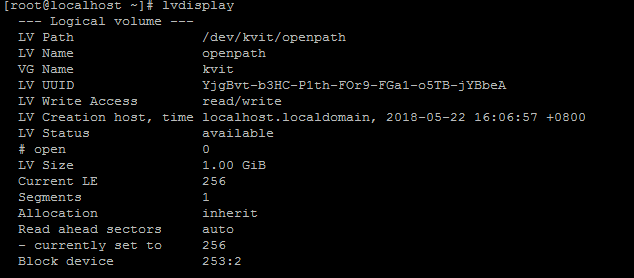 [root@localhost ~]# lvdisplay
--- Logical volume ---
LV Path                /dev/kvit/openpath
LV Name                openpath
VG Name                kvit
LV UUID                YjgBvt-b3HC-P1th-FOr9-FGa1-o5TB-jYBbeA
LV Write Access        read/write
LV Creation host, time localhost.localdomain, 2018-05-22 16:06:57 +0800
LV Status              available
# open                 0
LV Size                1.00 GiB
Current LE             256
Segments               1
Allocation             inherit
Read ahead sectors     auto
- currently set to     256
Block device           253:2